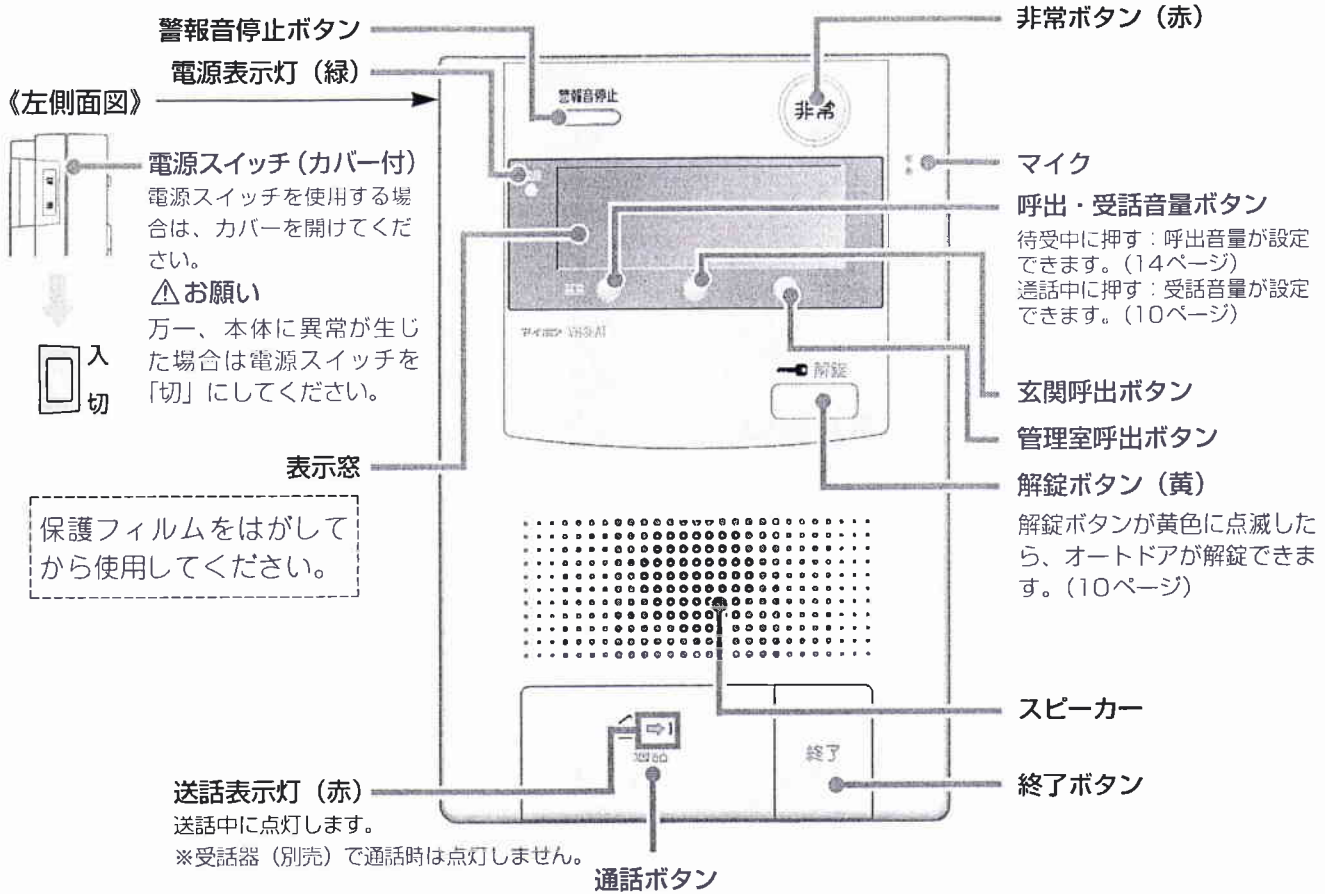 警報音停止ボタン
電源表示灯（緑）
《左側面図》
電源スイッチ（カバー付）
電源スイッチを使用する場
合は、カバーを開けてくだ
さい。
⚠お願い
万一、本体に異常が生じ
た場合は電源スイッチを
「切」にしてください。
入
切
表示窓
保護フィルムをはがして
から使用してください。
警報音停止
非常
アイホン
解錠
通話
終了
送話表示灯（赤）
送話中に点灯します。
※受話器（別売）で通話時は点灯しません。
通話ボタン
非常ボタン（赤）
マイク
呼出・受話音量ボタン
待受中に押す：呼出音量が設定
できます。（14ページ）
通話中に押す：受話音量が設定
できます。（10ページ）
玄関呼出ボタン
管理室呼出ボタン
解錠ボタン（黄）
解錠ボタンが黄色に点滅した
ら、オートドアが解錠できま
す。（10ページ）
スピーカー
終了ボタン